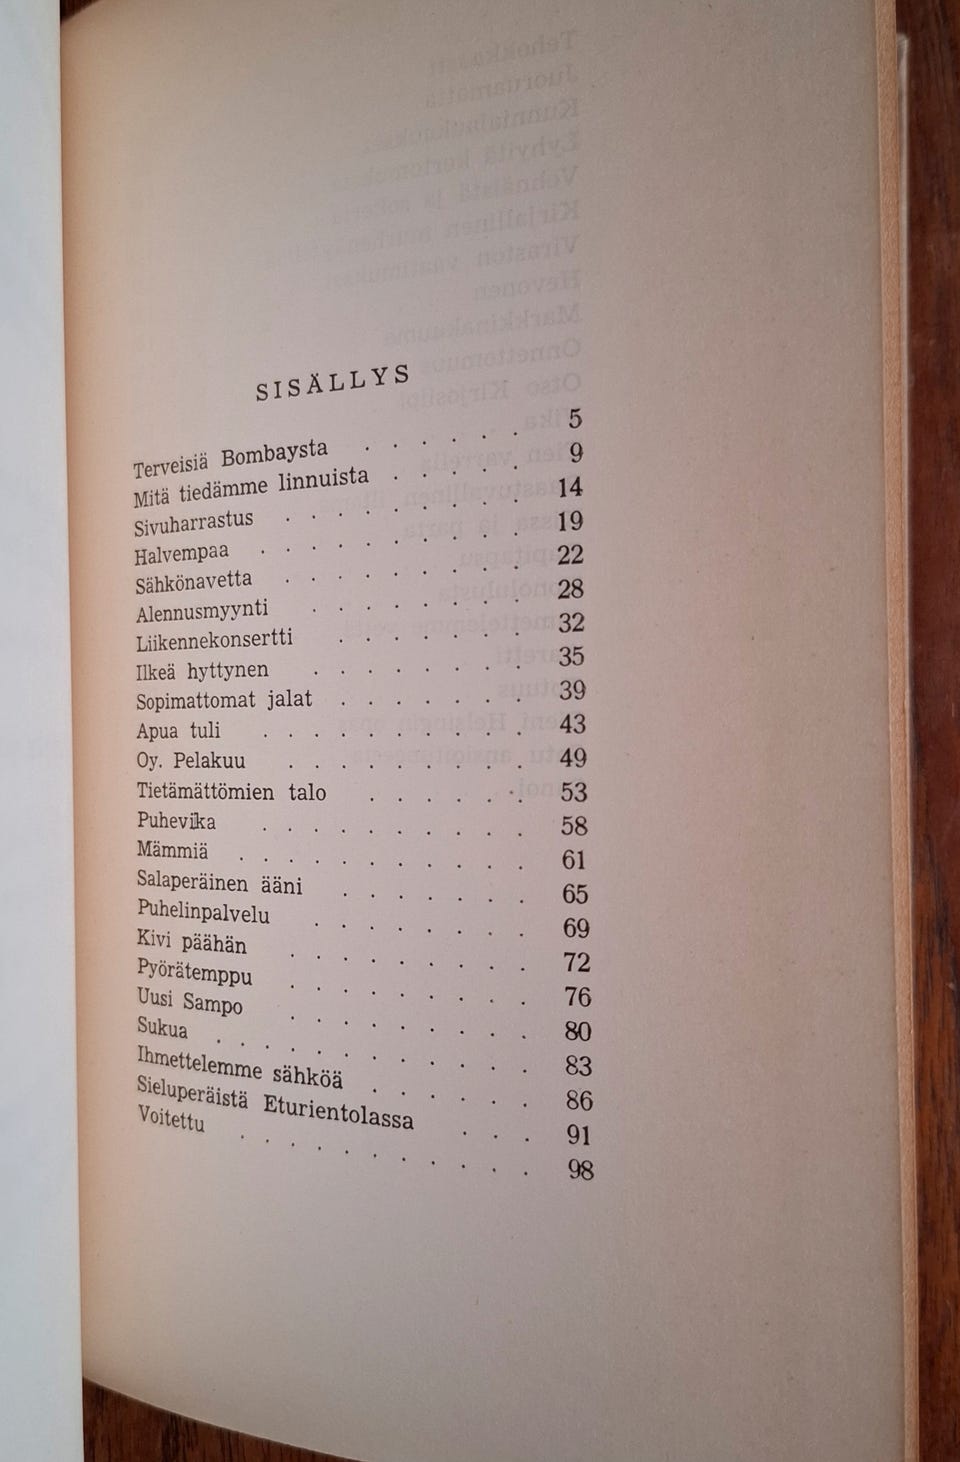 SISÄLLYS
Terveisiä Bombaysta . . . . . . 5
Mitä tiedämme linnuista . . . . . 9
Sivuharrastus . . . . . . . . . 14
Halvempaa . . . . . . . . . . 19
Sähkönavetta . . . . . . . . . 22
Alennusmyynti . . . . . . . . 28
Liikennekonsertti . . . . . . . 32
Ilkeä hyttynen . . . . . . . . 35
Sopimattomat jalat . . . . . . . 39
Apua tuli . . . . . . . . . . 43
Oy. Pelakuu . . . . . . . . . 49
Tietämättömien talo . . . . . . 53
Puhevika . . . . . . . . . . 58
Mämmiä . . . . . . . . . . . 61
Salaperäinen ääni . . . . . . . 65
Puhelinpalvelu . . . . . . . . 69
Kivi päähän . . . . . . . . . 72
Pyörätemppu . . . . . . . . . 76
Uusi Sampo . . . . . . . . . 80
Sukua . . . . . . . . . . . . 83
Ihmettelemme sähköä . . . . . . 86
Sieluperäistä Eturientolassa . . . 91
Voitettu . . . . . . . . . . . 98